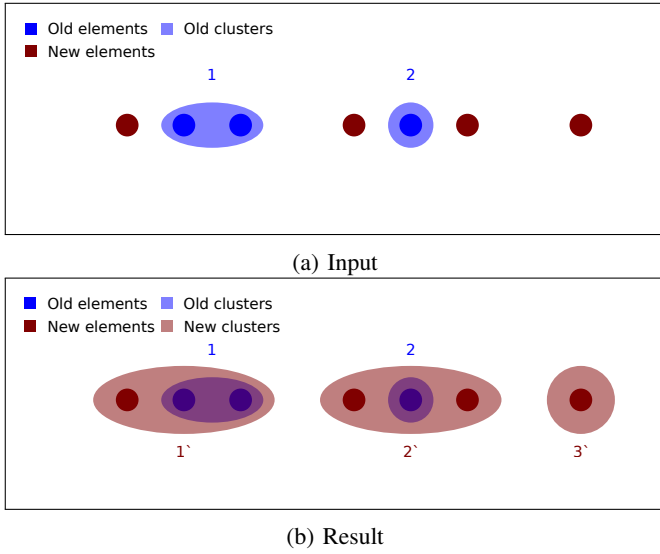 Old elements Old clusters
New elements
1 2
(a) Input
Old elements Old clusters
New elements New clusters
1 2
1` 2` 3`
(b) Result